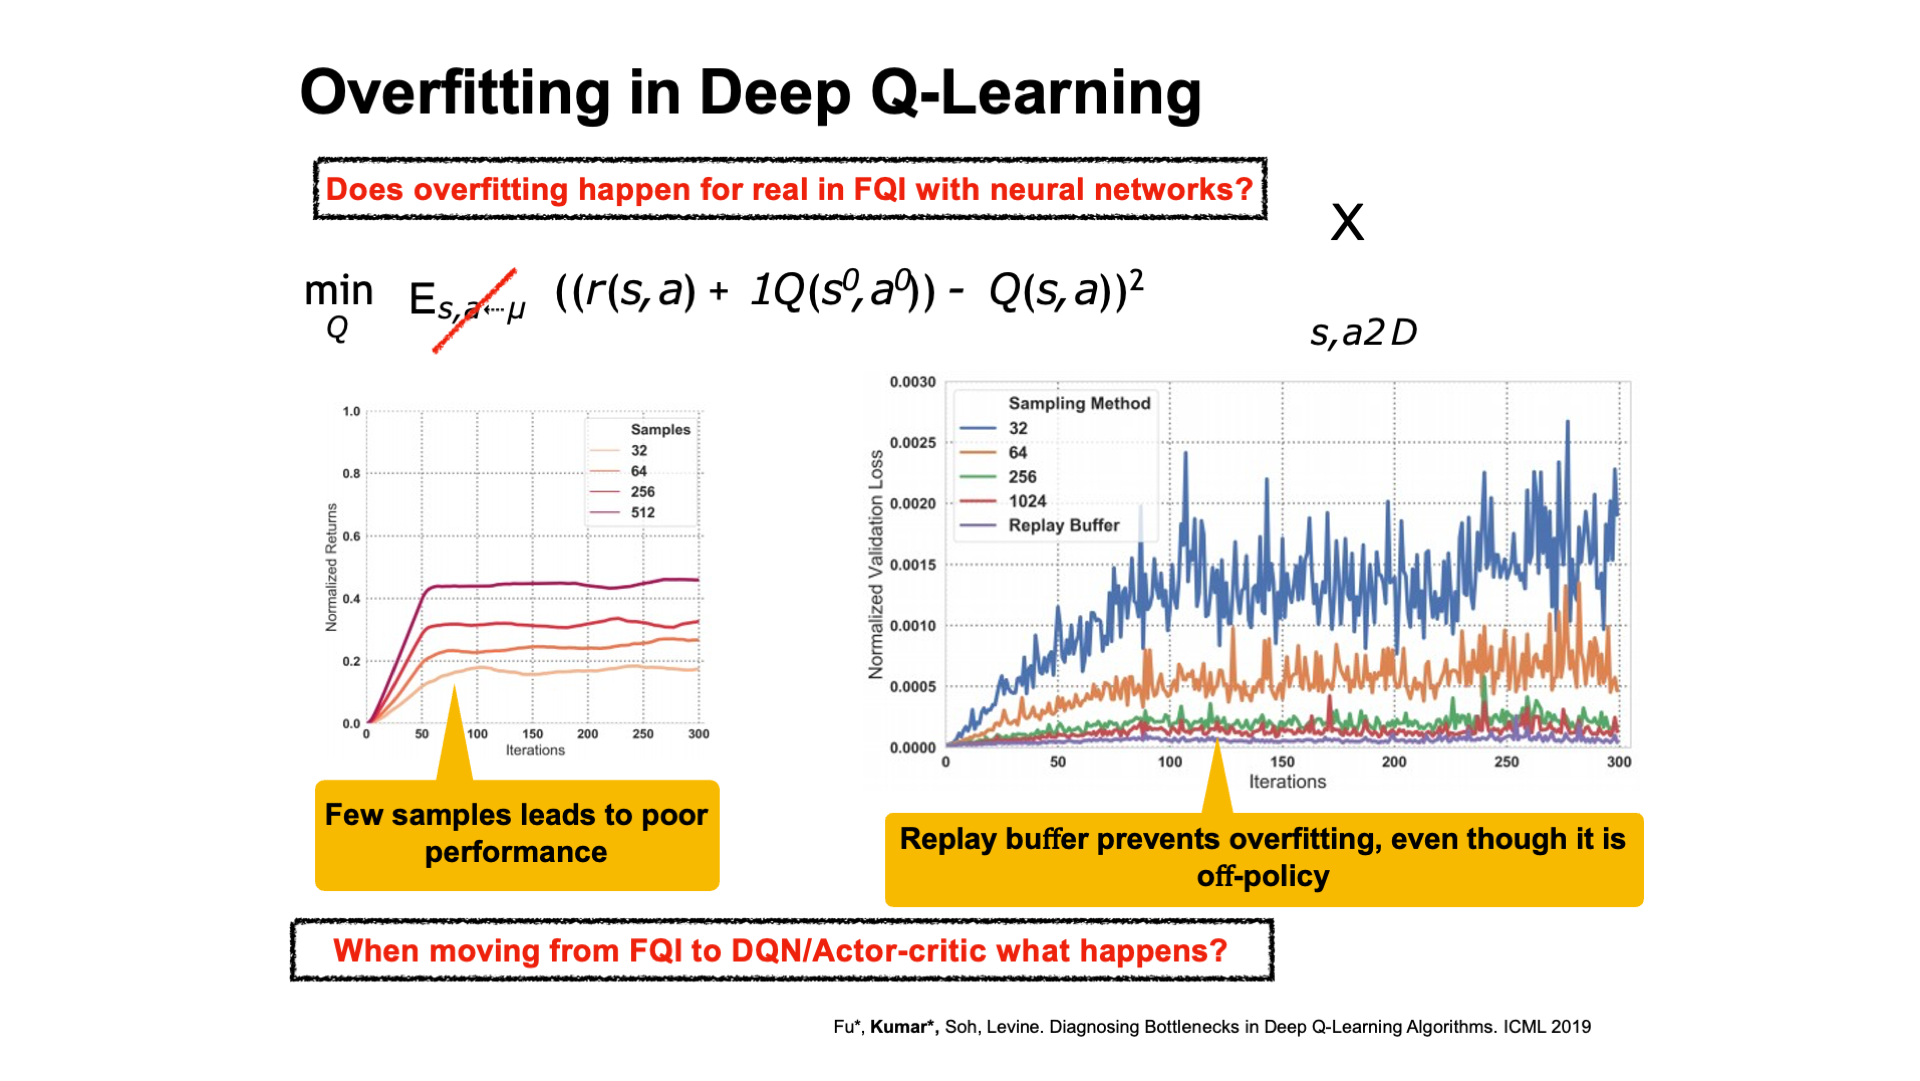 Overfitting in Deep Q-Learning
Does overfitting happen for real in FQI with neural networks?
X
min
Q
E s,a⇠µ ((r(s,a) + 1Q(s⁰,a⁰)) - Q(s,a))²
s,a2D
1.0
0.8
0.6
0.4
0.2
0.0
Normalized Returns
Samples
32
64
256
512
0 50 100 150 200 250 300
Iterations
0.0030
0.0025
0.0020
0.0015
0.0010
0.0005
0.0000
Normalized Validation Loss
Sampling Method
32
64
256
1024
Replay Buffer
0 50 100 150 200 250 300
Iterations
Few samples leads to poor
performance
Replay buffer prevents overfitting, even though it is
off-policy
When moving from FQI to DQN/Actor-critic what happens?
Fu*, Kumar*, Soh, Levine. Diagnosing Bottlenecks in Deep Q-Learning Algorithms. ICML 2019